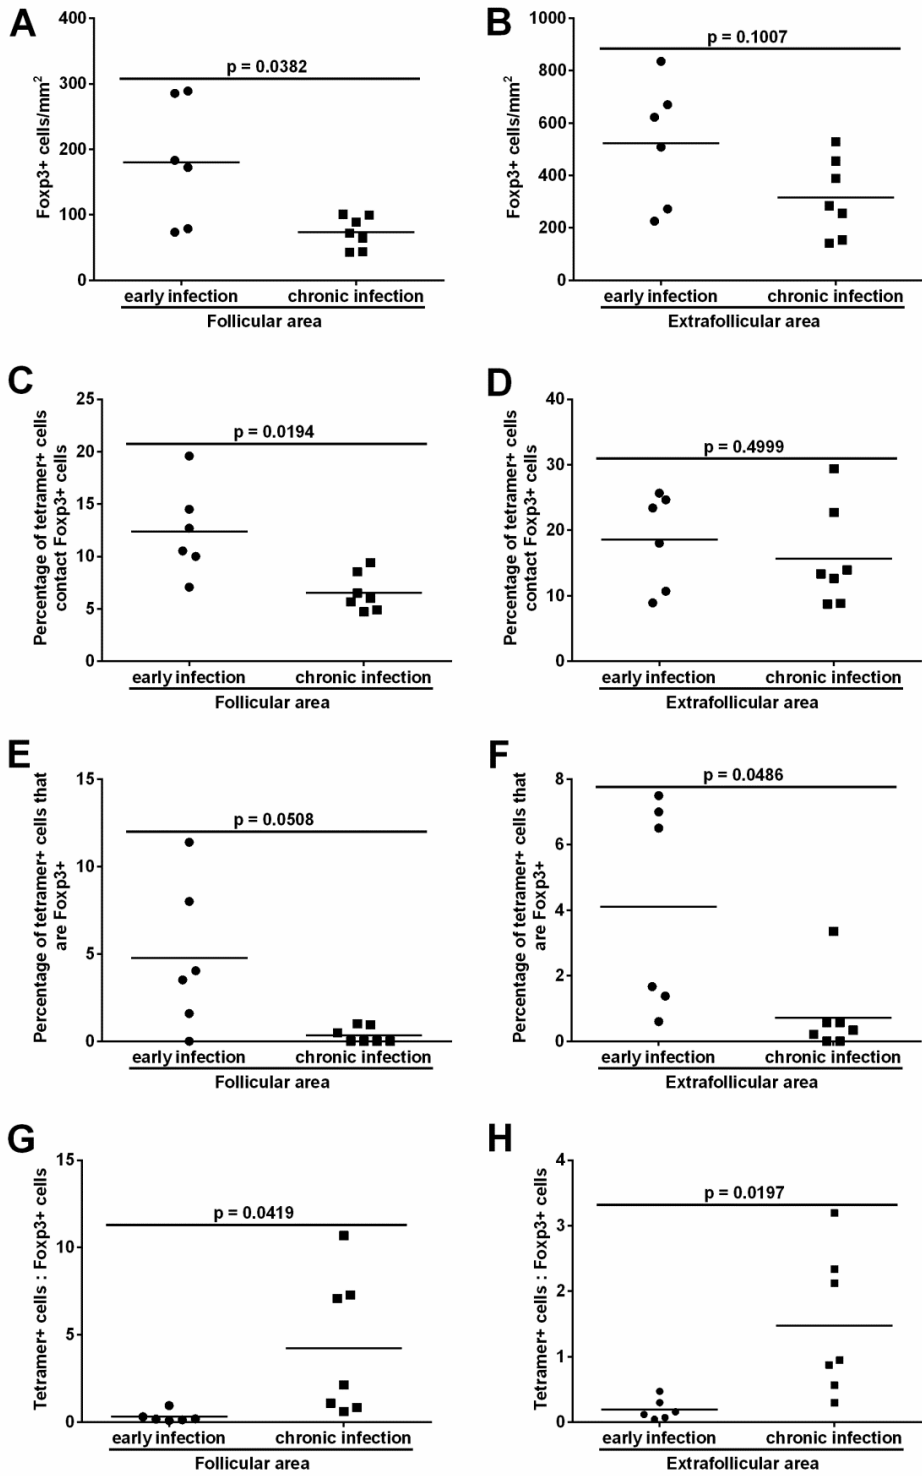 A
Foxp3+ cells/mm²
400
300
200
100
0
p = 0.0382
early infection chronic infection
Follicular area
B
Foxp3+ cells/mm²
1000
800
600
400
200
0
p = 0.1007
early infection chronic infection
Extrafollicular area
C
Percentage of tetramer+ cells
contact Foxp3+ cells
25
20
15
10
5
0
p = 0.0194
early infection chronic infection
Follicular area
D
Percentage of tetramer+ cells
contact Foxp3+ cells
40
30
20
10
0
p = 0.4999
early infection chronic infection
Extrafollicular area
E
Percentage of tetramer+ cells that
are Foxp3+
15
10
5
0
p = 0.0508
early infection chronic infection
Follicular area
F
Percentage of tetramer+ cells that
are Foxp3+
8
6
4
2
0
p = 0.0486
early infection chronic infection
Extrafollicular area
G
Tetramer+ cells : Foxp3+ cells
15
10
5
0
p = 0.0419
early infection chronic infection
Follicular area
H
Tetramer+ cells : Foxp3+ cells
4
3
2
1
0
p = 0.0197
early infection chronic infection
Extrafollicular area